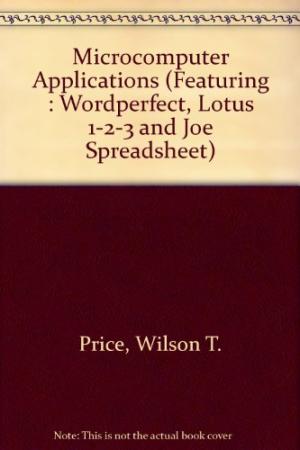 Microcomputer
Applications (Featuring
: Wordperfect, Lotus
1-2-3 and Joe
Spreadsheet)
Price, Wilson T.
Note: This is not the actual book cover